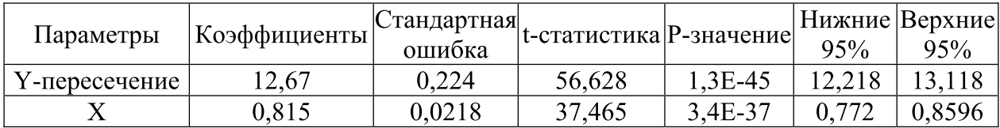 Параметры Коэффициенты Стандартная ошибка t-статистика P-значение Нижние 95% Верхние 95%
Y-пересечение 12,67 0,224 56,628 1,3E-45 12,218 13,118
X 0,815 0,0218 37,465 3,4E-37 0,772 0,8596